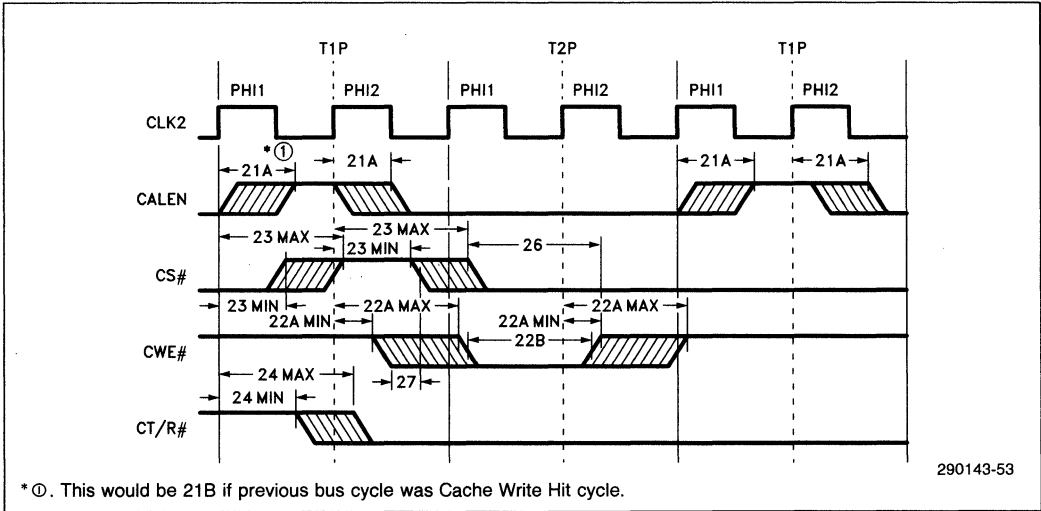 T1P T2P T1P
PHI1 PHI2 PHI1 PHI2 PHI1 PHI2
CLK2
*①
21A 21A 21A 21A
CALEN
23 MAX
23 MIN 26
CS#
23 MIN 22A MAX 22A MAX
22A MIN 22A MIN
22B
CWE#
24 MAX 27
24 MIN
CT/R#
290143-53
*①. This would be 21B if previous bus cycle was Cache Write Hit cycle.